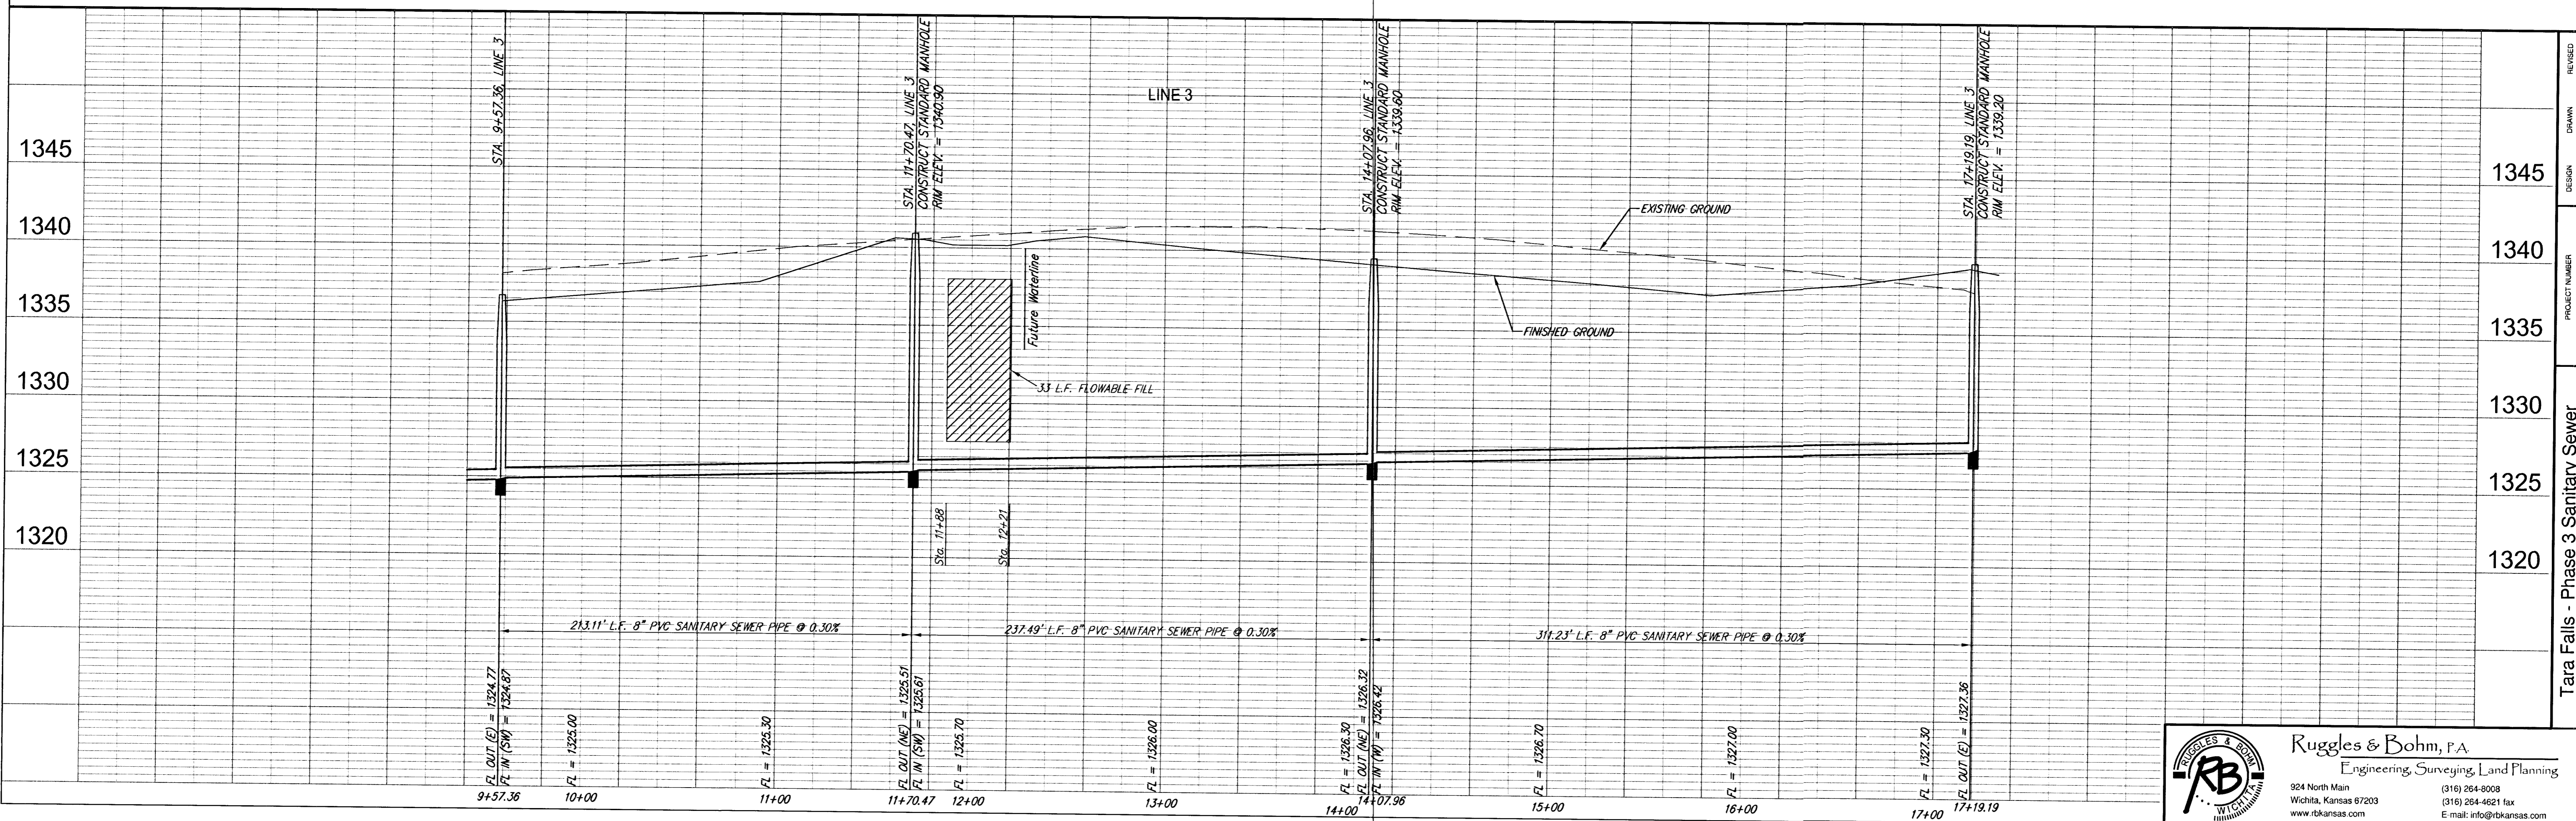 STA. 9+57.36, LINE 3
STA. 11+70.47, LINE 3
CONSTRUCT STANDARD MANHOLE
RIM ELEV. = 1340.90
LINE 3
STA. 14+07.96, LINE 3
CONSTRUCT STANDARD MANHOLE
RIM ELEV. = 1339.60
STA. 17+19.19, LINE 3
CONSTRUCT STANDARD MANHOLE
RIM ELEV. = 1339.20
1345
1340
1335
1330
1325
1320
EXISTING GROUND
FINISHED GROUND
Future Waterline
33 L.F. FLOWABLE FILL
Sta. 11+88
Sta. 12+21
1345
1340
1335
1330
1325
1320
213.11' L.F. 8" PVC SANITARY SEWER PIPE @ 0.30%
237.49' L.F. 8" PVC SANITARY SEWER PIPE @ 0.30%
311.23' L.F. 8" PVC SANITARY SEWER PIPE @ 0.30%
FL OUT (E) = 1324.77
FL IN (SW) = 1324.87
FL = 1325.00
FL = 1325.30
FL OUT (NE) = 1325.51
FL IN (SW) = 1325.61
FL = 1325.70
FL = 1326.00
FL = 1326.30
FL OUT (NE) = 1326.32
FL IN (W) = 1326.42
FL = 1326.70
FL = 1327.00
FL = 1327.30
FL OUT (E) = 1327.36
9+57.36
10+00
11+00
11+70.47
12+00
13+00
14+00
14+07.96
15+00
16+00
17+00
17+19.19
REVISED
DRAWN
DESIGN
PROJECT NUMBER
Tara Falls - Phase 3 Sanitary Sewer
RUGGLES & BOHM
RB
WICHITA
Ruggles & Bohm, P.A.
Engineering, Surveying, Land Planning
924 North Main
Wichita, Kansas 67203
www.rbkansas.com
(316) 264-8008
(316) 264-4621 fax
E-mail: info@rbkansas.com